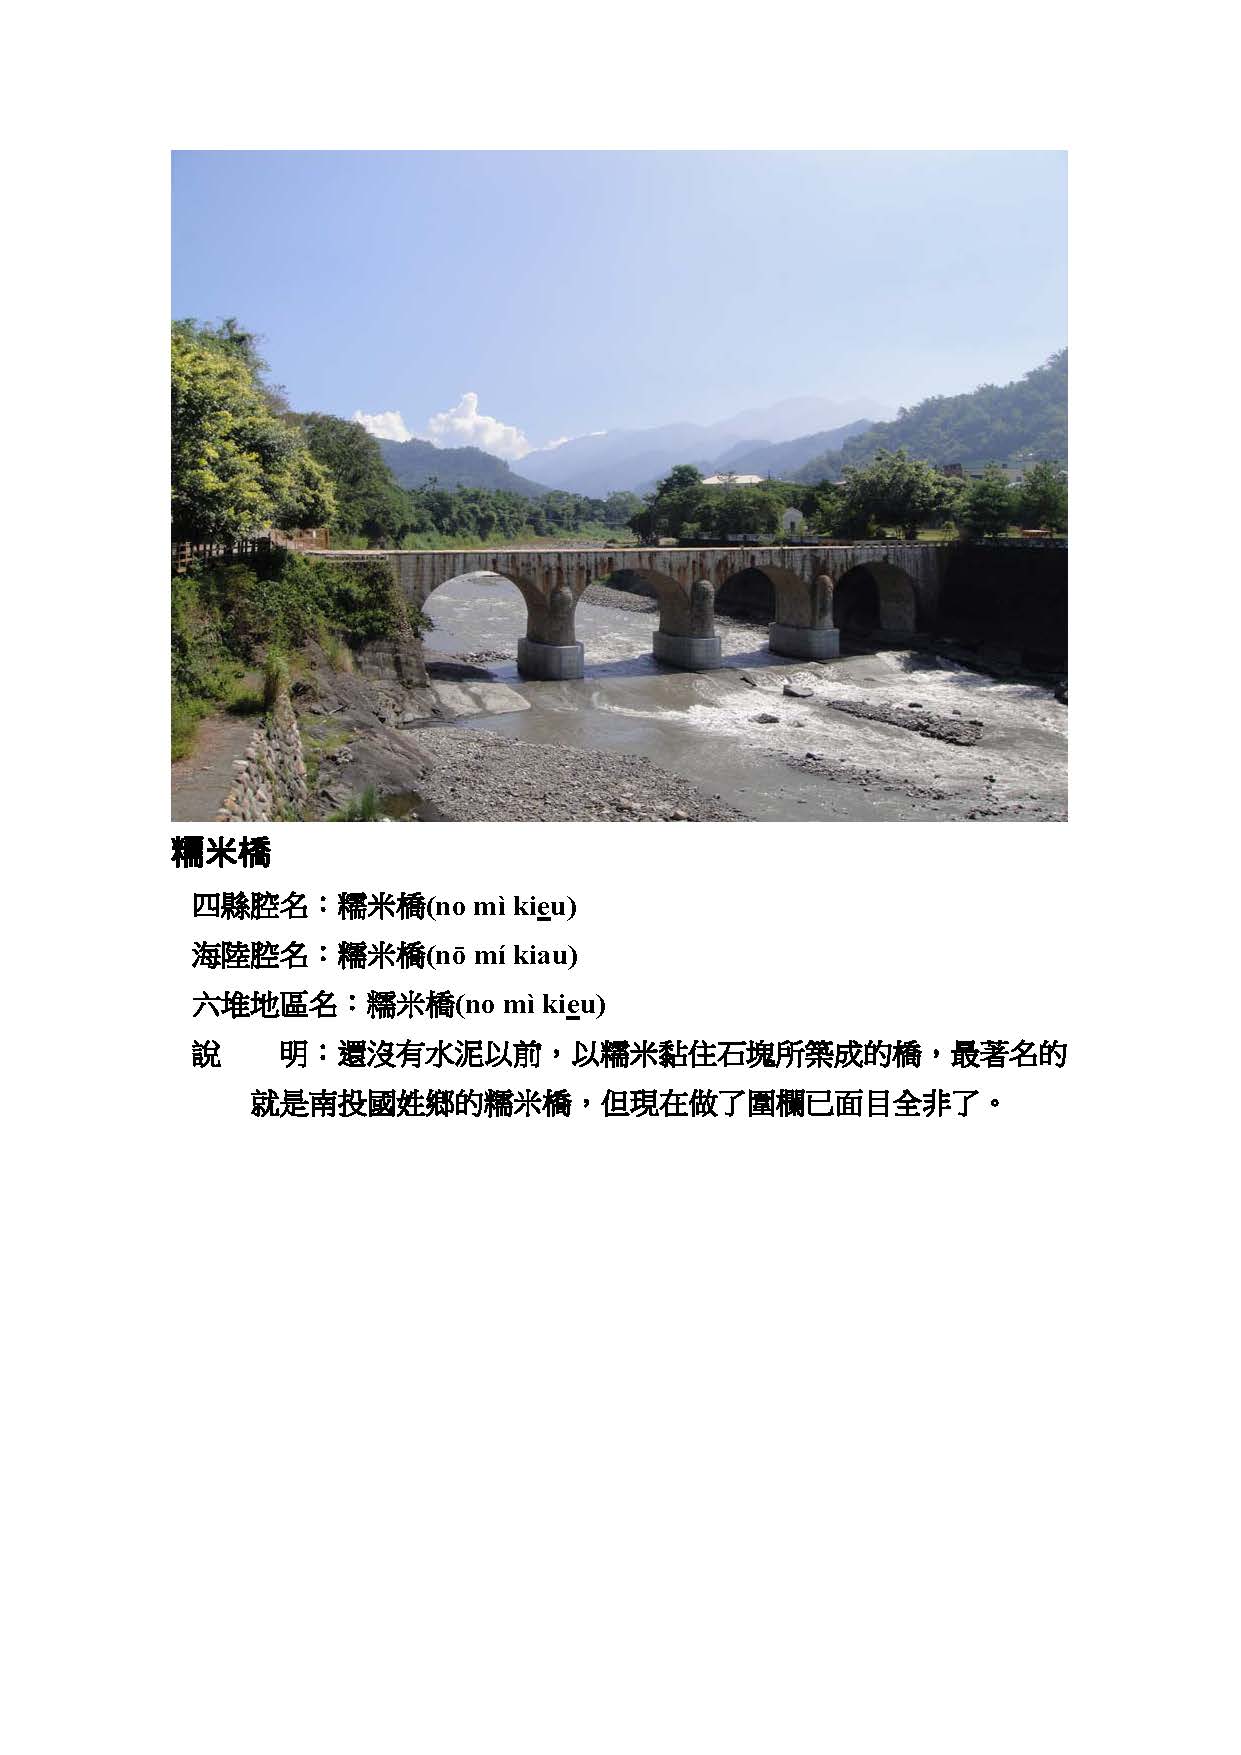 糯米橋
四縣腔名：糯米橋(no mì kieu)
海陸腔名：糯米橋(nō mí kiau)
六堆地區名：糯米橋(no mì kieu)
說　　明：還沒有水泥以前，以糯米黏住石塊所築成的橋，最著名的
就是南投國姓鄉的糯米橋，但現在做了圍欄已面目全非了。